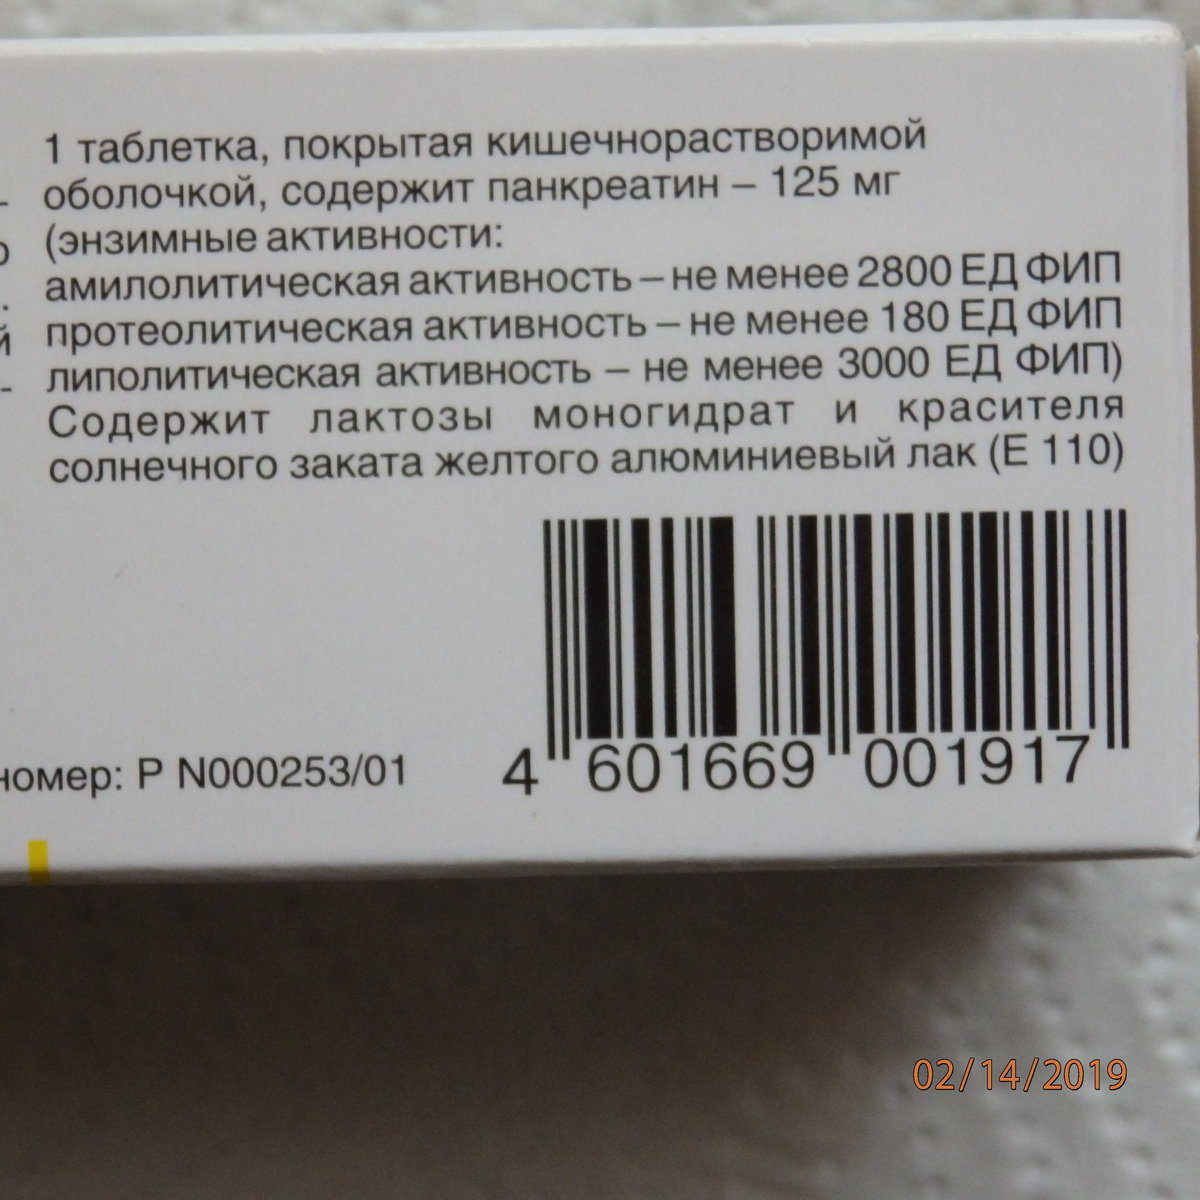 1 таблетка, покрытая кишечнорастворимой
оболочкой, содержит панкреатин – 125 мг
(энзимные активности:
амилолитическая активность – не менее 2800 ЕД ФИП
протеолитическая активность – не менее 180 ЕД ФИП
липолитическая активность – не менее 3000 ЕД ФИП)
Содержит лактозы моногидрат и красителя
солнечного заката желтого алюминиевый лак (Е 110)
номер: Р N000253/01
4 601669 001917
02/14/2019